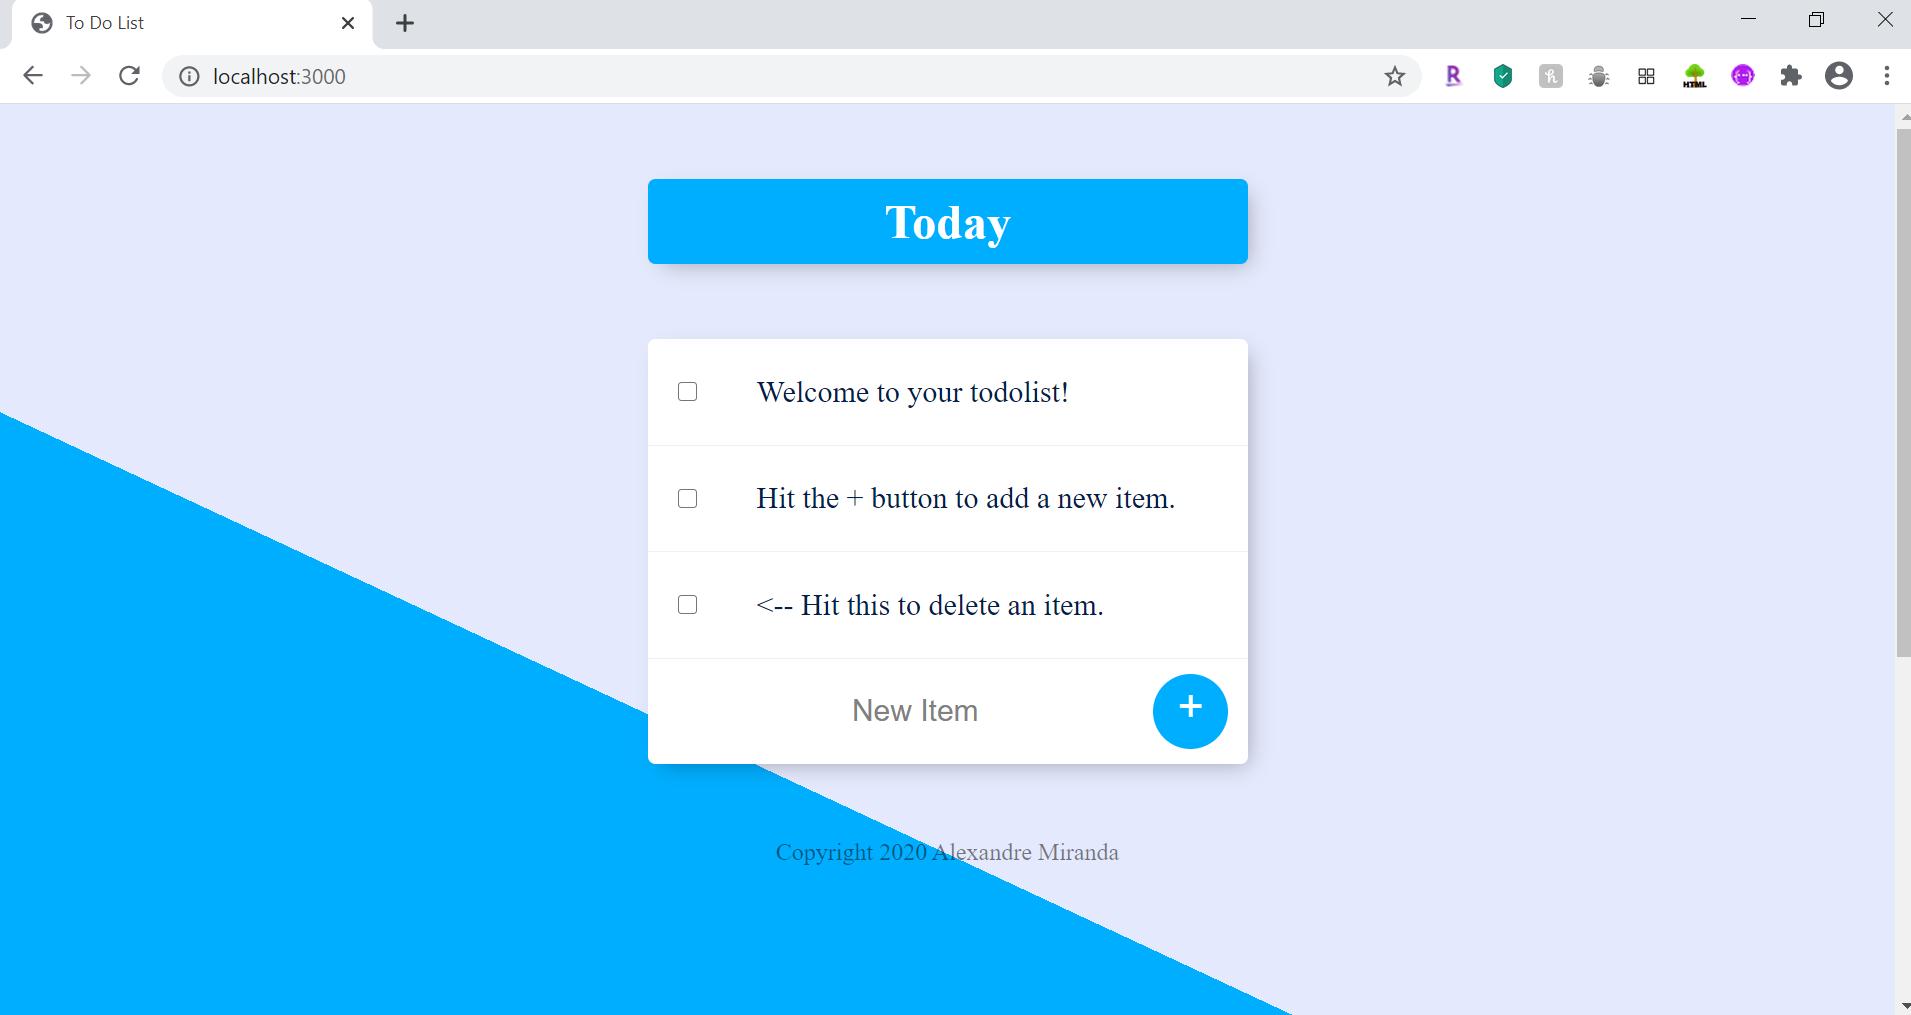 To Do List
localhost:3000
R
h
HTML
Today
Welcome to your todolist!
Hit the + button to add a new item.
<-- Hit this to delete an item.
New Item
+
Copyright 2020 Alexandre Miranda